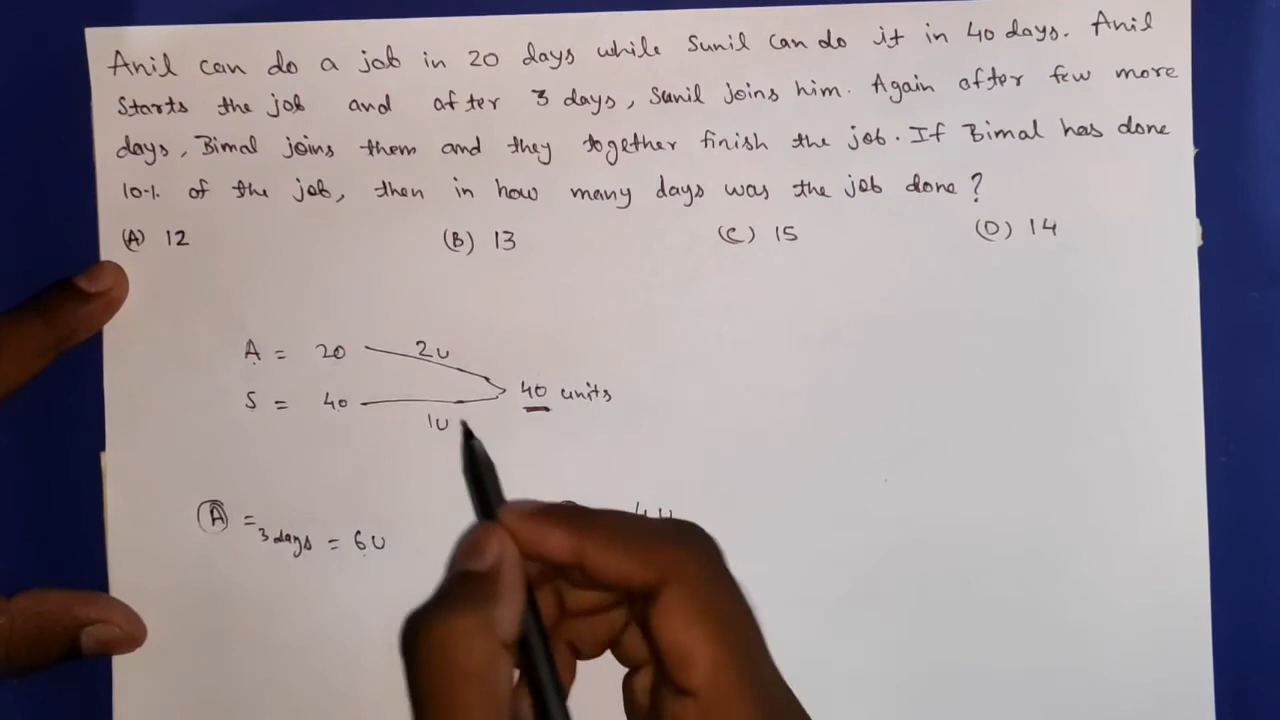 Anil can do a job in 20 days while Sunil can do it in 40 days. Anil
Starts the job and after 3 days, Sunil joins him. Again after few more
days, Bimal joins them and they together finish the job. If Bimal has done
10% of the job, then in how many days was the job done?
(A) 12 (B) 13 (C) 15 (D) 14
A = 20 2u
40 units
S = 40
1u
(A) = 3 days = 6u